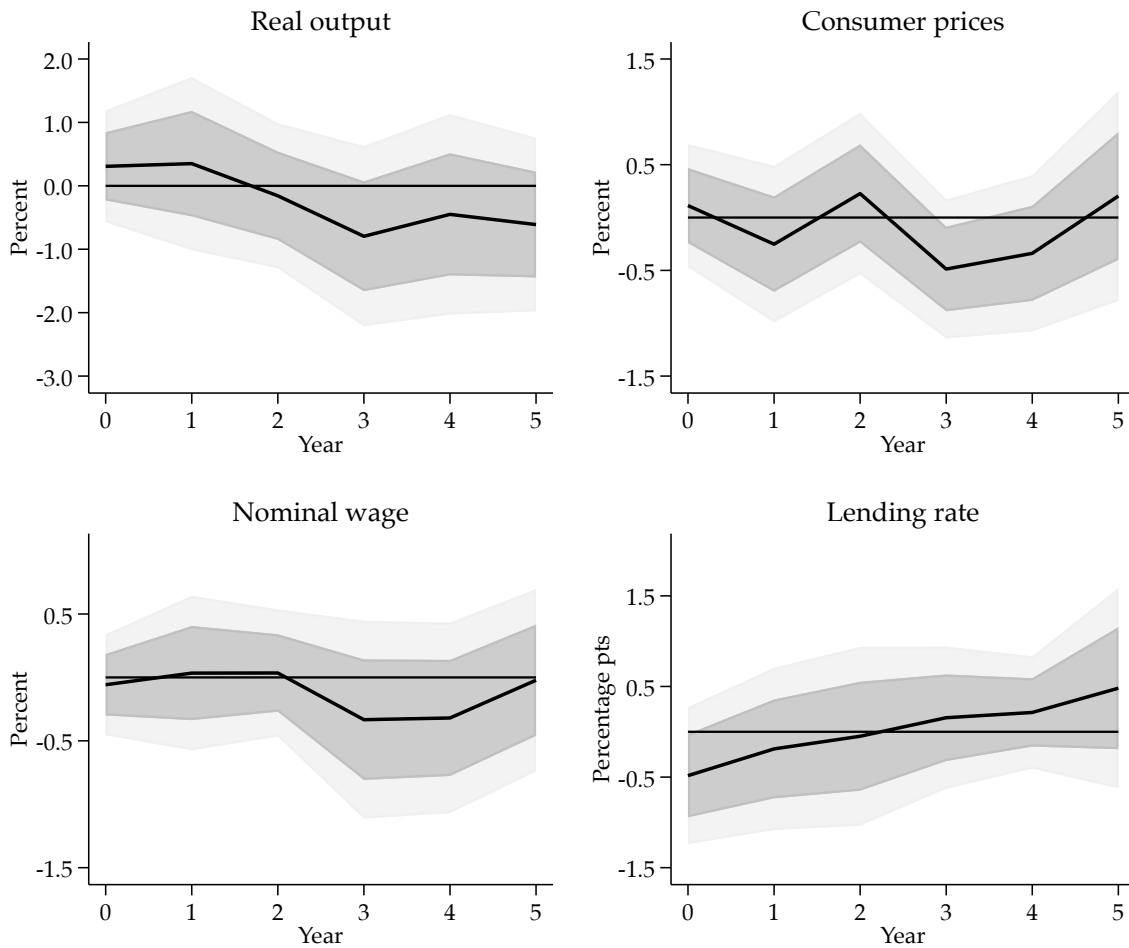 Real output
Percent
2.0
1.0
0.0
-1.0
-2.0
-3.0
0 1 2 3 4 5
Year
Consumer prices
Percent
1.5
0.5
-0.5
-1.5
0 1 2 3 4 5
Year
Nominal wage
Percent
0.5
-0.5
-1.5
0 1 2 3 4 5
Year
Lending rate
Percentage pts
1.5
0.5
-0.5
-1.5
0 1 2 3 4 5
Year